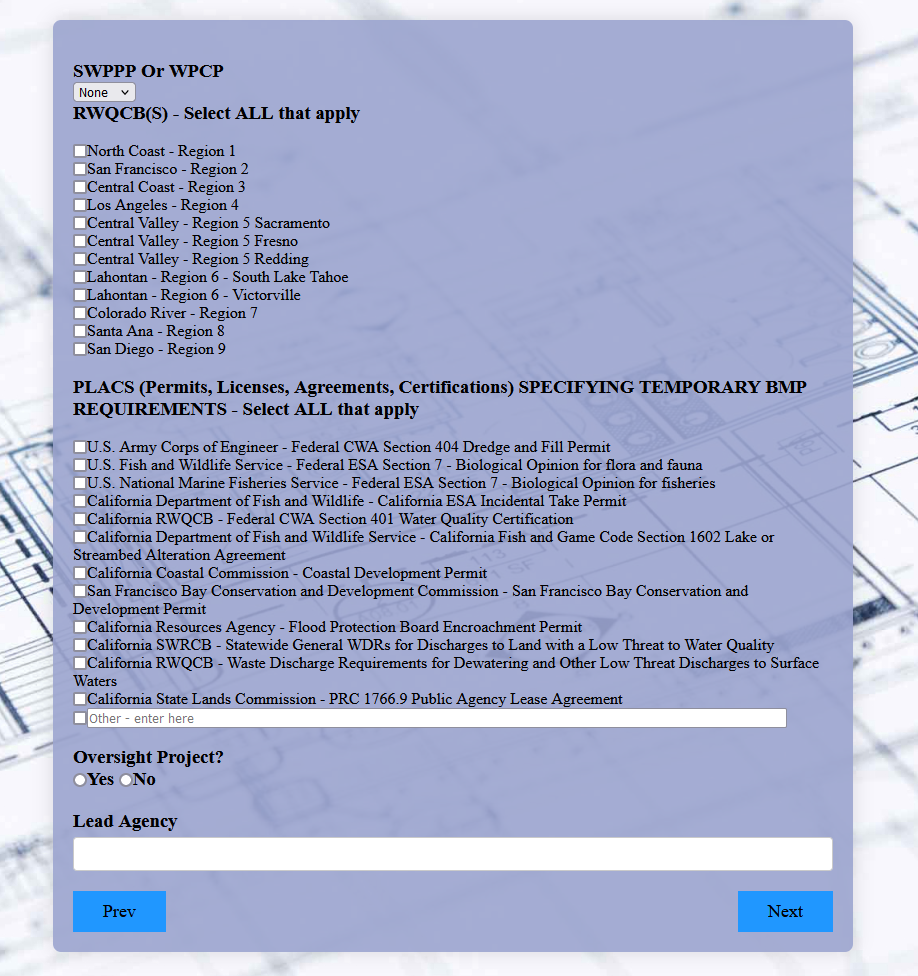 SWPPP Or WPCP
None
RWQCB(S) - Select ALL that apply
North Coast - Region 1
San Francisco - Region 2
Central Coast - Region 3
Los Angeles - Region 4
Central Valley - Region 5 Sacramento
Central Valley - Region 5 Fresno
Central Valley - Region 5 Redding
Lahontan - Region 6 - South Lake Tahoe
Lahontan - Region 6 - Victorville
Colorado River - Region 7
Santa Ana - Region 8
San Diego - Region 9
PLACS (Permits, Licenses, Agreements, Certifications) SPECIFYING TEMPORARY BMP
REQUIREMENTS - Select ALL that apply
U.S. Army Corps of Engineer - Federal CWA Section 404 Dredge and Fill Permit
U.S. Fish and Wildlife Service - Federal ESA Section 7 - Biological Opinion for flora and fauna
U.S. National Marine Fisheries Service - Federal ESA Section 7 - Biological Opinion for fisheries
California Department of Fish and Wildlife - California ESA Incidental Take Permit
California RWQCB - Federal CWA Section 401 Water Quality Certification
California Department of Fish and Wildlife Service - California Fish and Game Code Section 1602 Lake or
Streambed Alteration Agreement
California Coastal Commission - Coastal Development Permit
San Francisco Bay Conservation and Development Commission - San Francisco Bay Conservation and
Development Permit
California Resources Agency - Flood Protection Board Encroachment Permit
California SWRCB - Statewide General WDRs for Discharges to Land with a Low Threat to Water Quality
California RWQCB - Waste Discharge Requirements for Dewatering and Other Low Threat Discharges to Surface
Waters
California State Lands Commission - PRC 1766.9 Public Agency Lease Agreement
Other - enter here
Oversight Project?
Yes No
Lead Agency
Prev Next